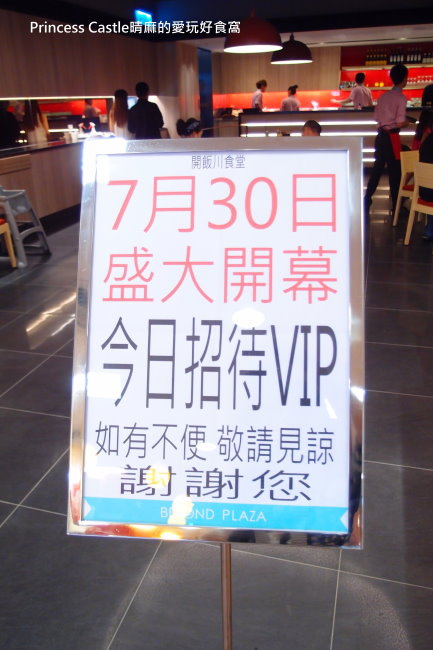 Princess Castle晴麻的愛玩好食窩
開飯川食堂
7月30日
盛大開幕
今日招待VIP
如有不便 敬請見諒
謝謝您
BEYOND PLAZA